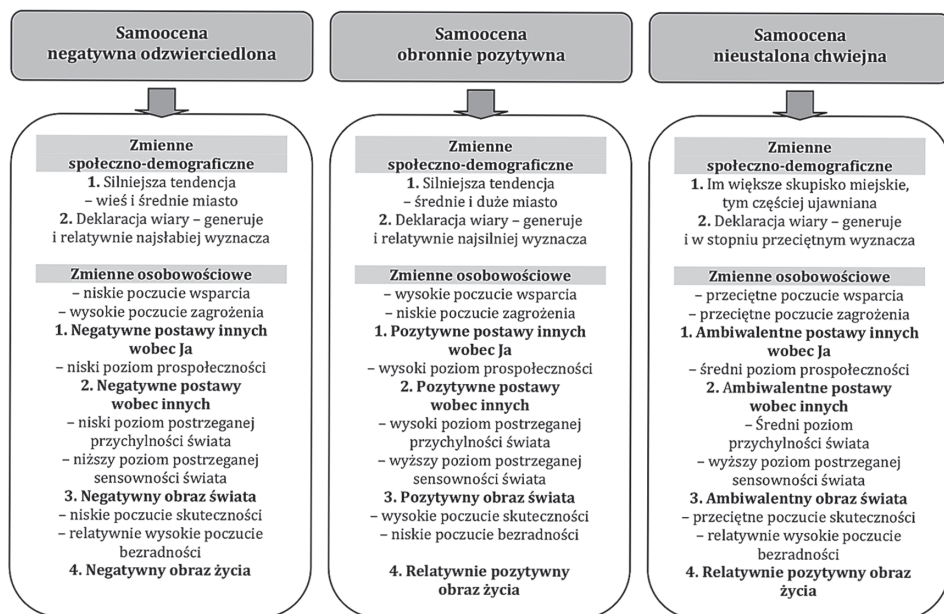 Samoocena
negatywna odzwierciedlona
Zmienne
społeczno-demograficzne
1. Silniejsza tendencja
– wieś i średnie miasto
2. Deklaracja wiary – generuje
i relatywnie najsłabiej wyznacza
Zmienne osobowościowe
– niskie poczucie wsparcia
– wysokie poczucie zagrożenia
1. Negatywne postawy innych
wobec Ja
– niski poziom prospołeczności
2. Negatywne postawy
wobec innych
– niski poziom postrzeganej
przychylności świata
– niższy poziom postrzeganej
sensowności świata
3. Negatywny obraz świata
– niskie poczucie skuteczności
– relatywnie wysokie poczucie
bezradności
4. Negatywny obraz życia
Samoocena
obronnie pozytywna
Zmienne
społeczno-demograficzne
1. Silniejsza tendencja
– średnie i duże miasto
2. Deklaracja wiary – generuje
i relatywnie najsilniej wyznacza
Zmienne osobowościowe
– wysokie poczucie wsparcia
– niskie poczucie zagrożenia
1. Pozytywne postawy innych
wobec Ja
– wysoki poziom prospołeczności
2. Pozytywne postawy
wobec innych
– wysoki poziom postrzeganej
przychylności świata
– wyższy poziom postrzeganej
sensowności świata
3. Pozytywny obraz świata
– wysokie poczucie skuteczności
– niskie poczucie bezradności
4. Relatywnie pozytywny
obraz życia
Samoocena
nieustalona chwiejna
Zmienne
społeczno-demograficzne
1. Im większe skupisko miejskie,
tym częściej ujawniana
2. Deklaracja wiary – generuje
i w stopniu przeciętnym wyznacza
Zmienne osobowościowe
– przeciętne poczucie wsparcia
– przeciętne poczucie zagrożenia
1. Ambiwalentne postawy innych
wobec Ja
– średni poziom prospołeczności
2. Ambiwalentne postawy
wobec innych
– Średni poziom
przychylności świata
– wyższy poziom postrzeganej
sensowności świata
3. Ambiwalentny obraz świata
– przeciętne poczucie skuteczności
– relatywnie wysokie poczucie
bezradności
4. Relatywnie pozytywny obraz
życia